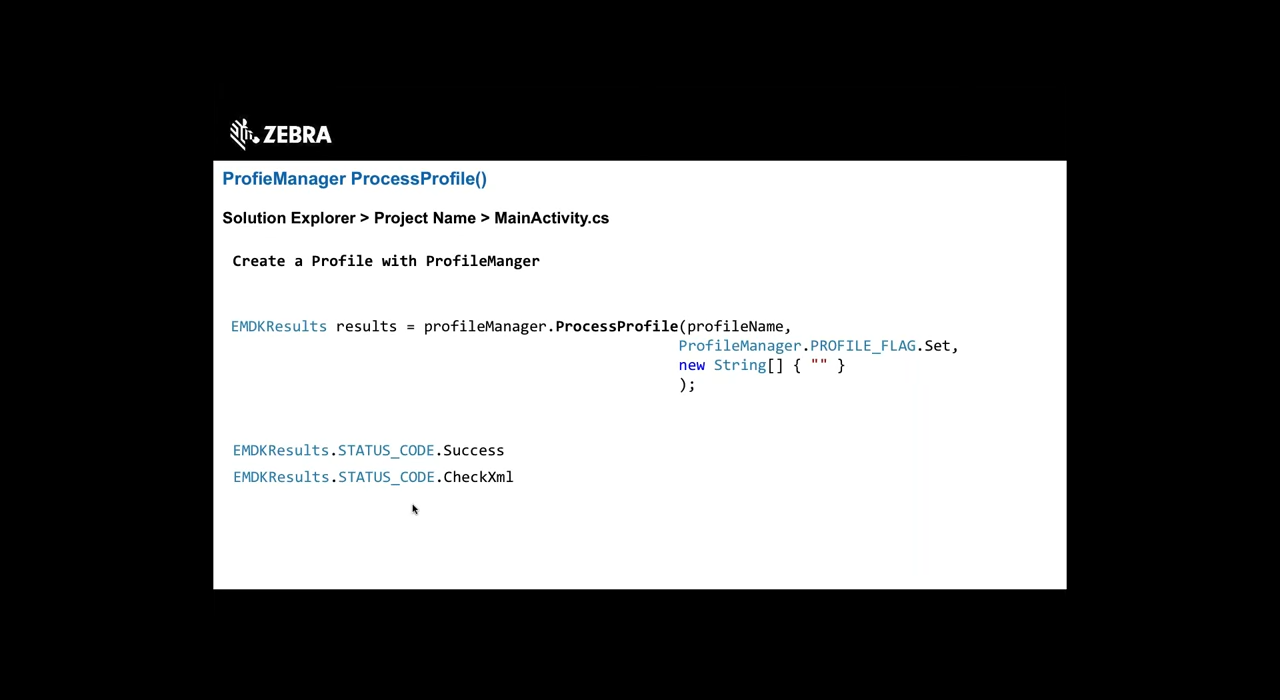 ZEBRA
ProfieManager ProcessProfile()
Solution Explorer > Project Name > MainActivity.cs
Create a Profile with ProfileManger
EMDKResults results = profileManager.ProcessProfile(profileName,
ProfileManager.PROFILE_FLAG.Set,
new String[] { "" }
);
EMDKResults.STATUS_CODE.Success
EMDKResults.STATUS_CODE.CheckXml